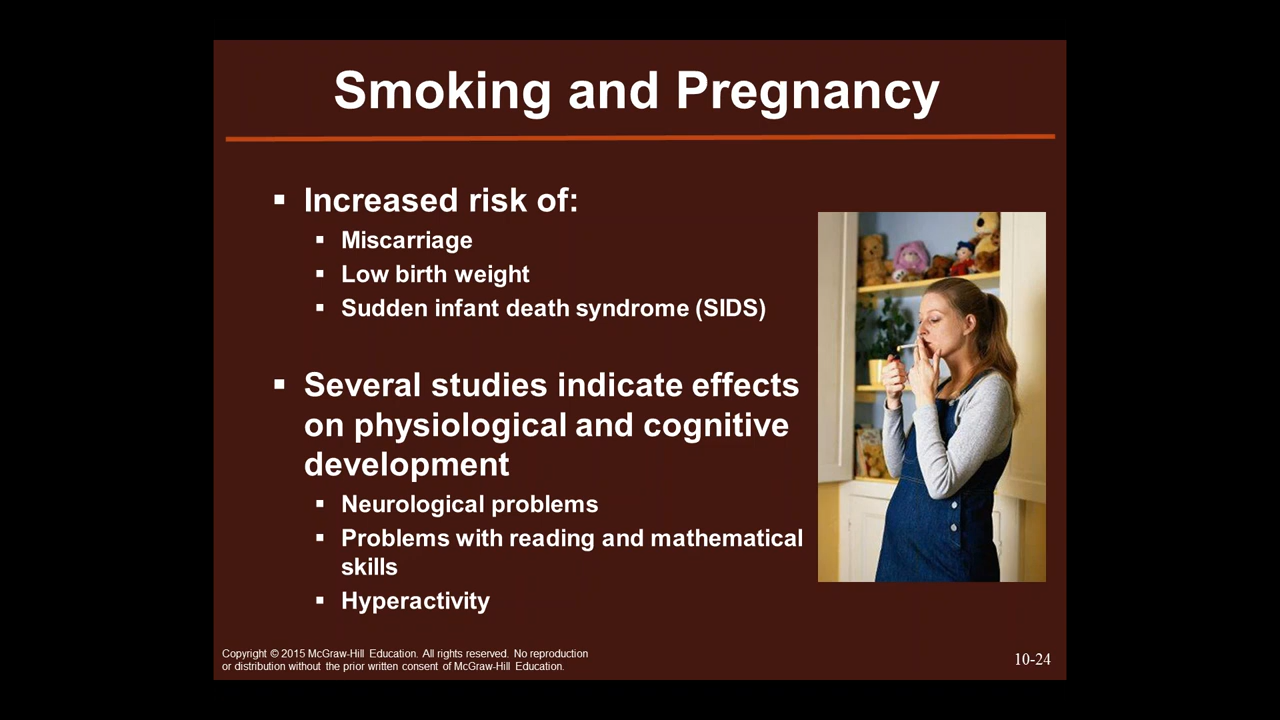 Smoking and Pregnancy
▪ Increased risk of:
▪ Miscarriage
▪ Low birth weight
▪ Sudden infant death syndrome (SIDS)
▪ Several studies indicate effects
on physiological and cognitive
development
▪ Neurological problems
▪ Problems with reading and mathematical
skills
▪ Hyperactivity
Copyright © 2015 McGraw-Hill Education. All rights reserved. No reproduction
or distribution without the prior written consent of McGraw-Hill Education.
10-24